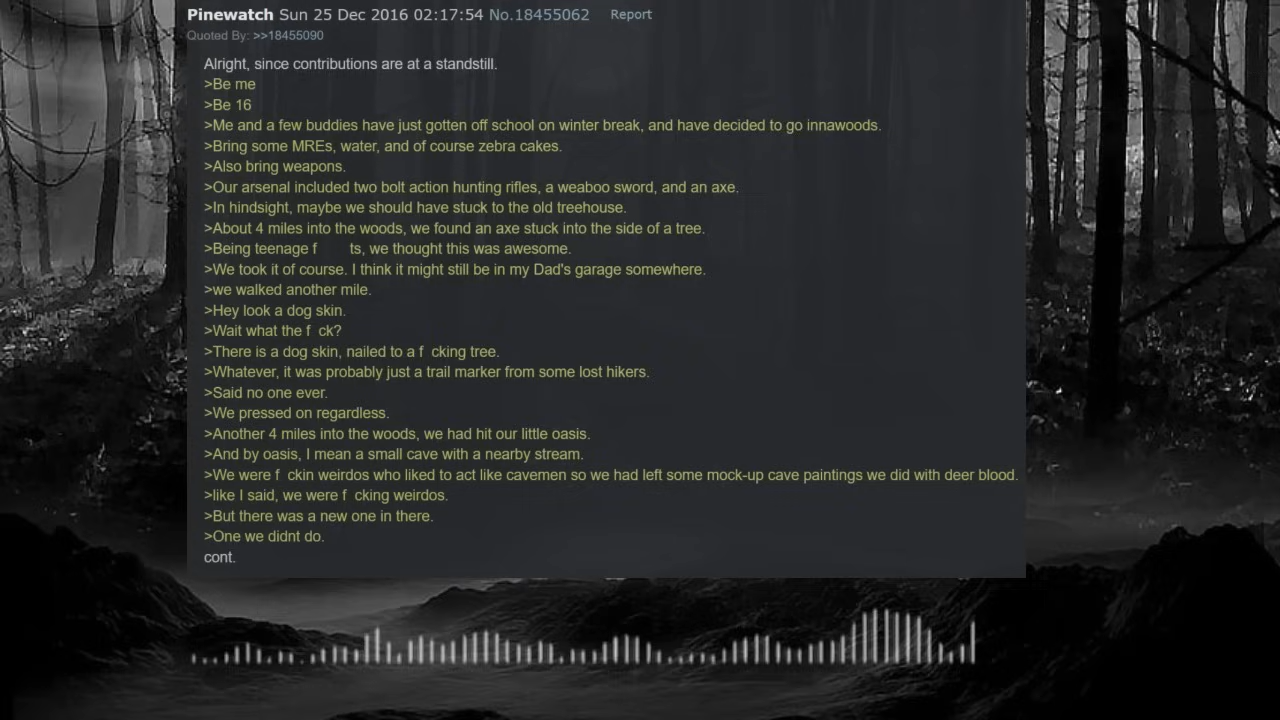 Pinewatch Sun 25 Dec 2016 02:17:54 No.18455062 Report
Quoted By: >>18455090
Alright, since contributions are at a standstill.
>Be me
>Be 16
>Me and a few buddies have just gotten off school on winter break, and have decided to go innawoods.
>Bring some MREs, water, and of course zebra cakes.
>Also bring weapons.
>Our arsenal included two bolt action hunting rifles, a weaboo sword, and an axe.
>In hindsight, maybe we should have stuck to the old treehouse.
>About 4 miles into the woods, we found an axe stuck into the side of a tree.
>Being teenage f ts, we thought this was awesome.
>We took it of course. I think it might still be in my Dad's garage somewhere.
>we walked another mile.
>Hey look a dog skin.
>Wait what the f ck?
>There is a dog skin, nailed to a f cking tree.
>Whatever, it was probably just a trail marker from some lost hikers.
>Said no one ever.
>We pressed on regardless.
>Another 4 miles into the woods, we had hit our little oasis.
>And by oasis, I mean a small cave with a nearby stream.
>We were f ckin weirdos who liked to act like cavemen so we had left some mock-up cave paintings we did with deer blood.
>like I said, we were f cking weirdos.
>But there was a new one in there.
>One we didnt do.
cont.